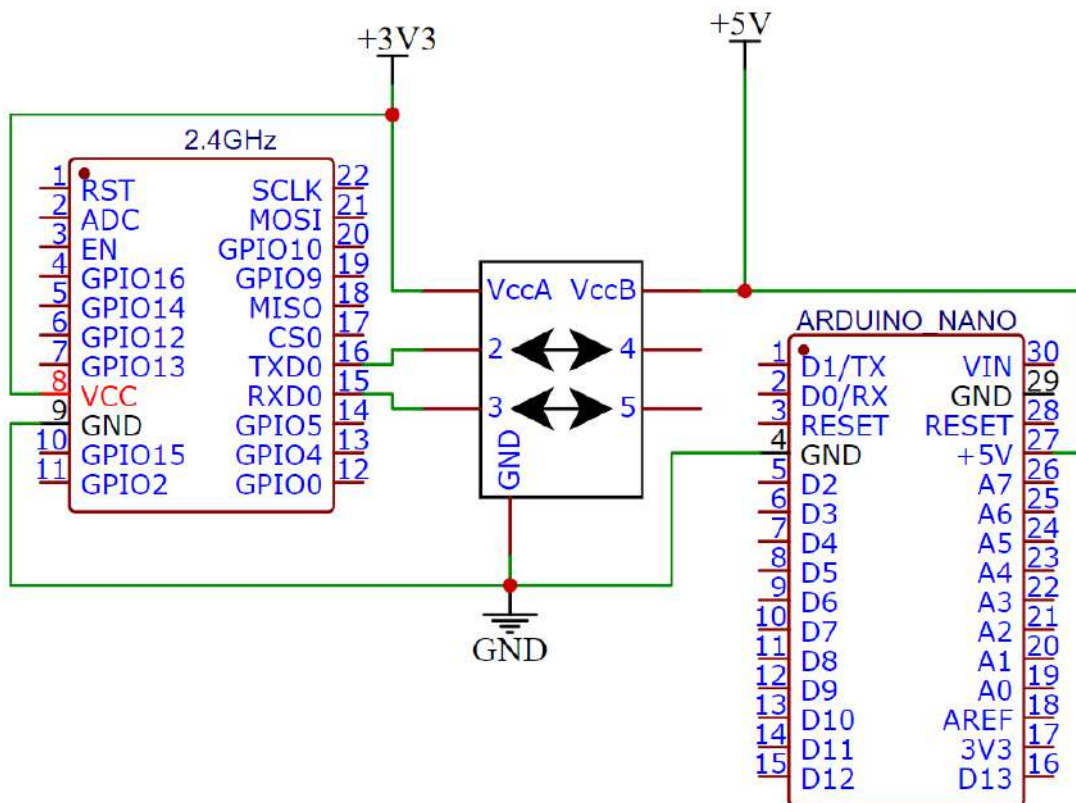 +3V3
+5V
2.4GHz
1 RST SCLK 22
2 ADC MOSI 21
3 EN GPIO10 20
4 GPIO16 GPIO9 19
5 GPIO14 MISO 18
6 GPIO12 CS0 17
7 GPIO13 TXD0 16
8 VCC RXD0 15
9 GND GPIO5 14
10 GPIO15 GPIO4 13
11 GPIO2 GPIO0 12
VccA VccB
2 4
3 5
GND
GND
ARDUINO_NANO
1 D1/TX VIN 30
2 D0/RX GND 29
3 RESET RESET 28
4 GND +5V 27
5 D2 A7 26
6 D3 A6 25
7 D4 A5 24
8 D5 A4 23
9 D6 A3 22
10 D7 A2 21
11 D8 A1 20
12 D9 A0 19
13 D10 AREF 18
14 D11 3V3 17
15 D12 D13 16